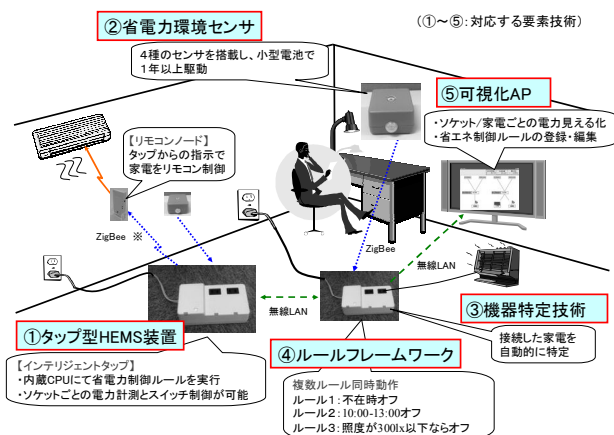 ②省電力環境センサ
(①～⑤:対応する要素技術)
4種のセンサを搭載し、小型電池で
1年以上駆動
⑤可視化AP
・ソケット/家電ごとの電力見える化
・省エネ制御ルールの登録・編集
【リモコンノード】
タップからの指示で
家電をリモコン制御
ZigBee ※
ZigBee
無線LAN
無線LAN
①タップ型HEMS装置
【インテリジェントタップ】
・内蔵CPUにて省電力制御ルールを実行
・ソケットごとの電力計測とスイッチ制御が可能
③機器特定技術
接続した家電を
自動的に特定
④ルールフレームワーク
複数ルール同時動作
ルール1:不在時オフ
ルール2:10:00-13:00オフ
ルール3:照度が300lx以下ならオフ